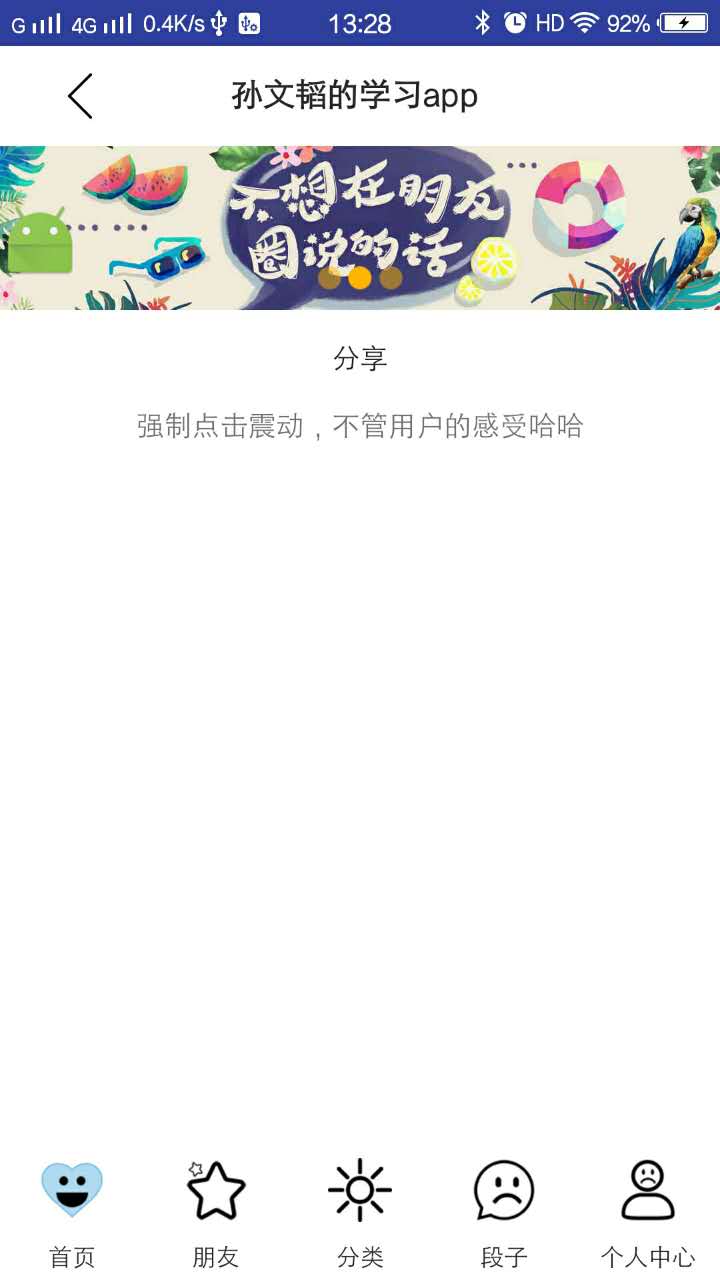 G 4G 0.4K/s 13:28 HD 92%
孙文韬的学习app
不想在朋友
圈说的话
分享
强制点击震动，不管用户的感受哈哈
首页 朋友 分类 段子 个人中心